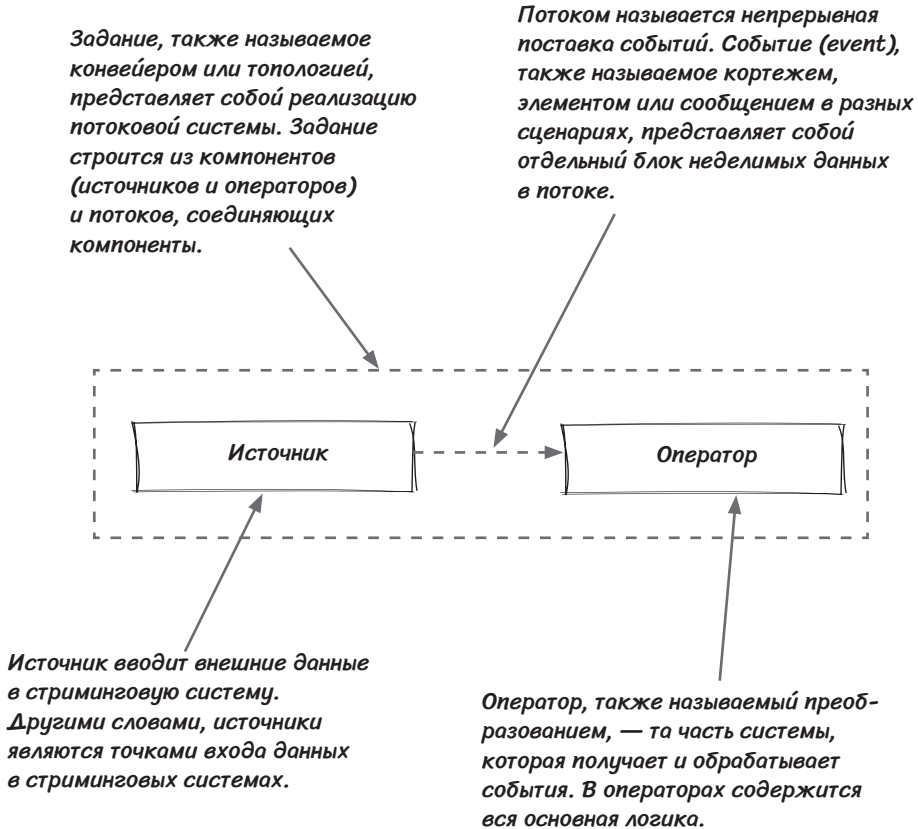 Задание, также называемое
конвейером или топологией,
представляет собой реализацию
потоковой системы. Задание
строится из компонентов
(источников и операторов)
и потоков, соединяющих
компоненты.
Потоком называется непрерывная
поставка событий. Событие (event),
также называемое кортежем,
элементом или сообщением в разных
сценариях, представляет собой
отдельный блок неделимых данных
в потоке.
Источник
Оператор
Источник вводит внешние данные
в стриминговую систему.
Другими словами, источники
являются точками входа данных
в стриминговых системах.
Оператор, также называемый преоб-
разованием, — та часть системы,
которая получает и обрабатывает
события. В операторах содержится
вся основная логика.